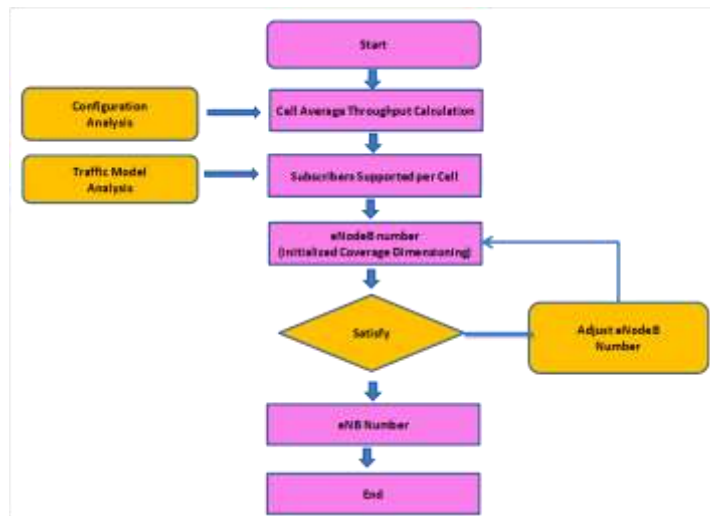 Start
Configuration
Analysis
Cell Average Throughput Calculation
Traffic Model
Analysis
Subscribers Supported per Cell
eNodeB number
(Initialized Coverage Dimensioning)
Satisfy
Adjust eNodeB
Number
eNB Number
End